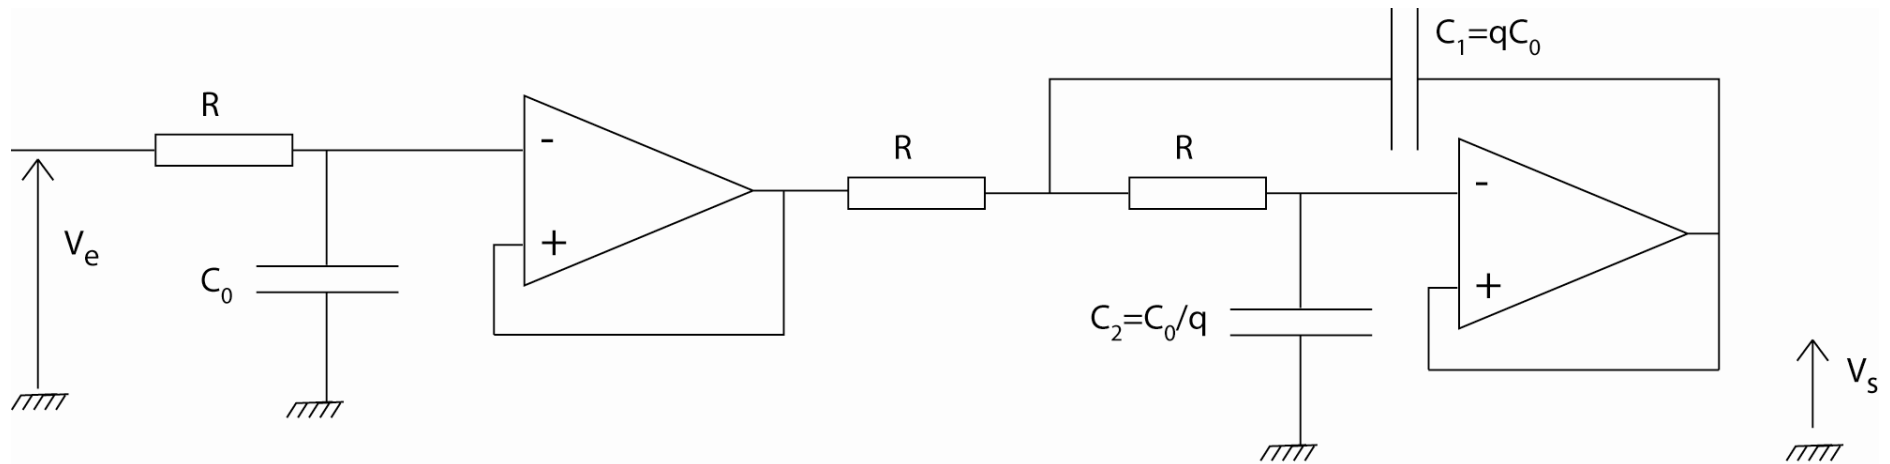 C₁=qC₀
R
-
+
Vₑ
C₀
R
R
-
+
C₂=C₀/q
Vₛ